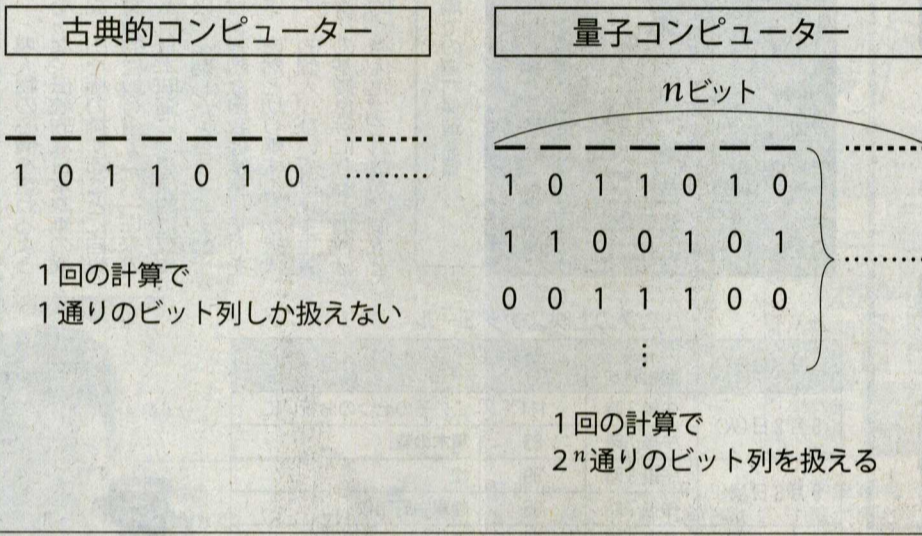 古典的コンピューター
1 0 1 1 0 1 0 ………
1回の計算で
1通りのビット列しか扱えない
量子コンピューター
nビット
1 0 1 1 0 1 0
1 1 0 0 1 0 1
0 0 1 1 1 0 0
⋮
1回の計算で
2ⁿ通りのビット列を扱える